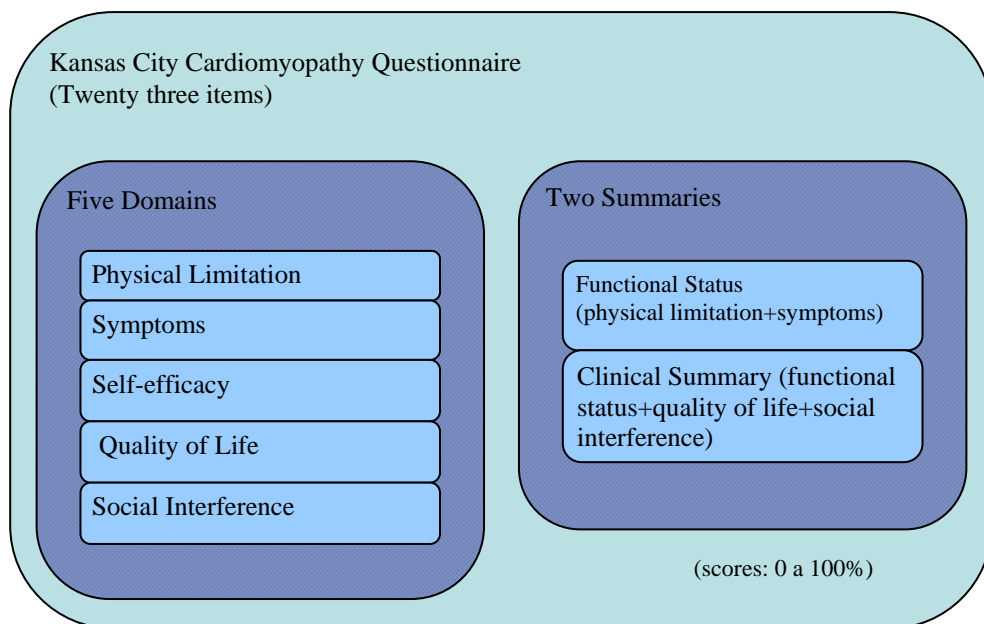 Kansas City Cardiomyopathy Questionnaire
(Twenty three items)
Five Domains
Physical Limitation
Symptoms
Self-efficacy
Quality of Life
Social Interference
Two Summaries
Functional Status
(physical limitation+symptoms)
Clinical Summary (functional
status+quality of life+social
interference)
(scores: 0 a 100%)